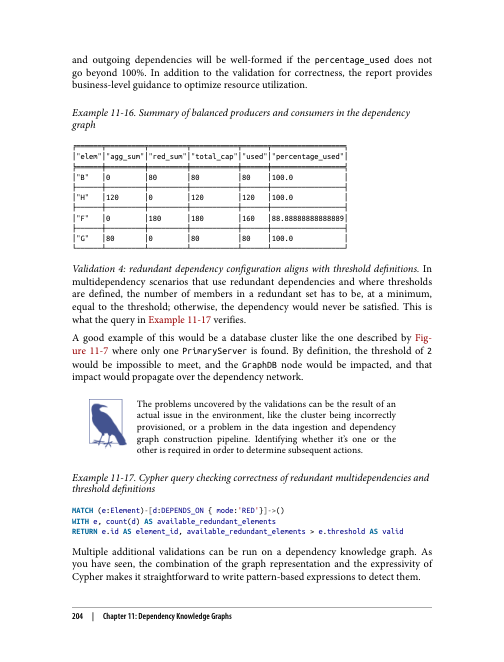 and outgoing dependencies will be well-formed if the percentage_used does not
go beyond 100%. In addition to the validation for correctness, the report provides
business-level guidance to optimize resource utilization.
Example 11-16. Summary of balanced producers and consumers in the dependency
graph
|"elem"|"agg_sum"|"red_sum"|"total_cap"|"used"|"percentage_used"|
|"B" |0 |80 |80 |80 |100.0 |
|"H" |120 |0 |120 |120 |100.0 |
|"F" |0 |180 |180 |160 |88.88888888888889|
|"G" |80 |0 |80 |80 |100.0 |
Validation 4: redundant dependency configuration aligns with threshold definitions. In
multidependency scenarios that use redundant dependencies and where thresholds
are defined, the number of members in a redundant set has to be, at a minimum,
equal to the threshold; otherwise, the dependency would never be satisfied. This is
what the query in Example 11-17 verifies.
A good example of this would be a database cluster like the one described by Fig-
ure 11-7 where only one PrimaryServer is found. By definition, the threshold of 2
would be impossible to meet, and the GraphDB node would be impacted, and that
impact would propagate over the dependency network.
The problems uncovered by the validations can be the result of an
actual issue in the environment, like the cluster being incorrectly
provisioned, or a problem in the data ingestion and dependency
graph construction pipeline. Identifying whether it's one or the
other is required in order to determine subsequent actions.
Example 11-17. Cypher query checking correctness of redundant multidependencies and
threshold definitions
MATCH (e:Element)-[d:DEPENDS_ON { mode:'RED'}]->()
WITH e, count(d) AS available_redundant_elements
RETURN e.id AS element_id, available_redundant_elements > e.threshold AS valid
Multiple additional validations can be run on a dependency knowledge graph. As
you have seen, the combination of the graph representation and the expressivity of
Cypher makes it straightforward to write pattern-based expressions to detect them.
204 | Chapter 11: Dependency Knowledge Graphs